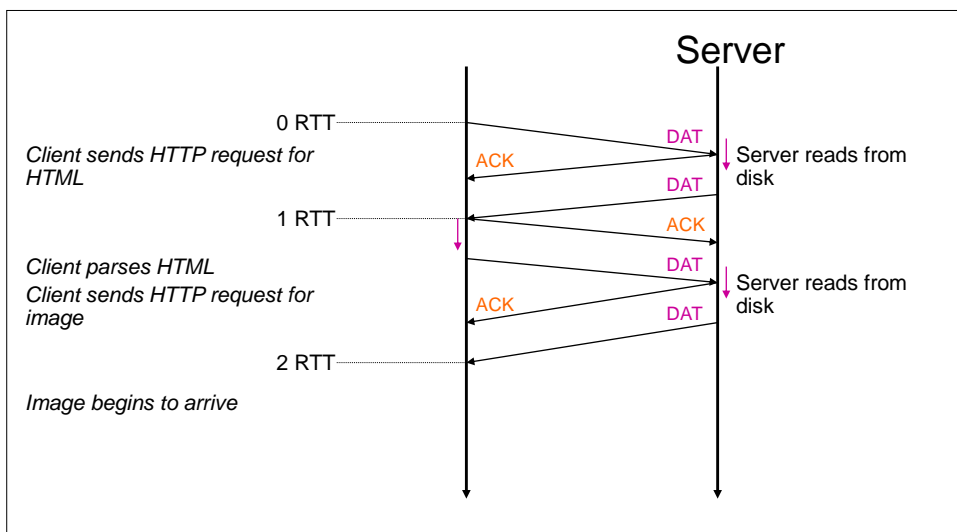 Server
0 RTT
DAT
Client sends HTTP request for
HTML
ACK
Server reads from
disk
DAT
1 RTT
ACK
Client parses HTML
DAT
Client sends HTTP request for
image
ACK
Server reads from
disk
DAT
2 RTT
Image begins to arrive